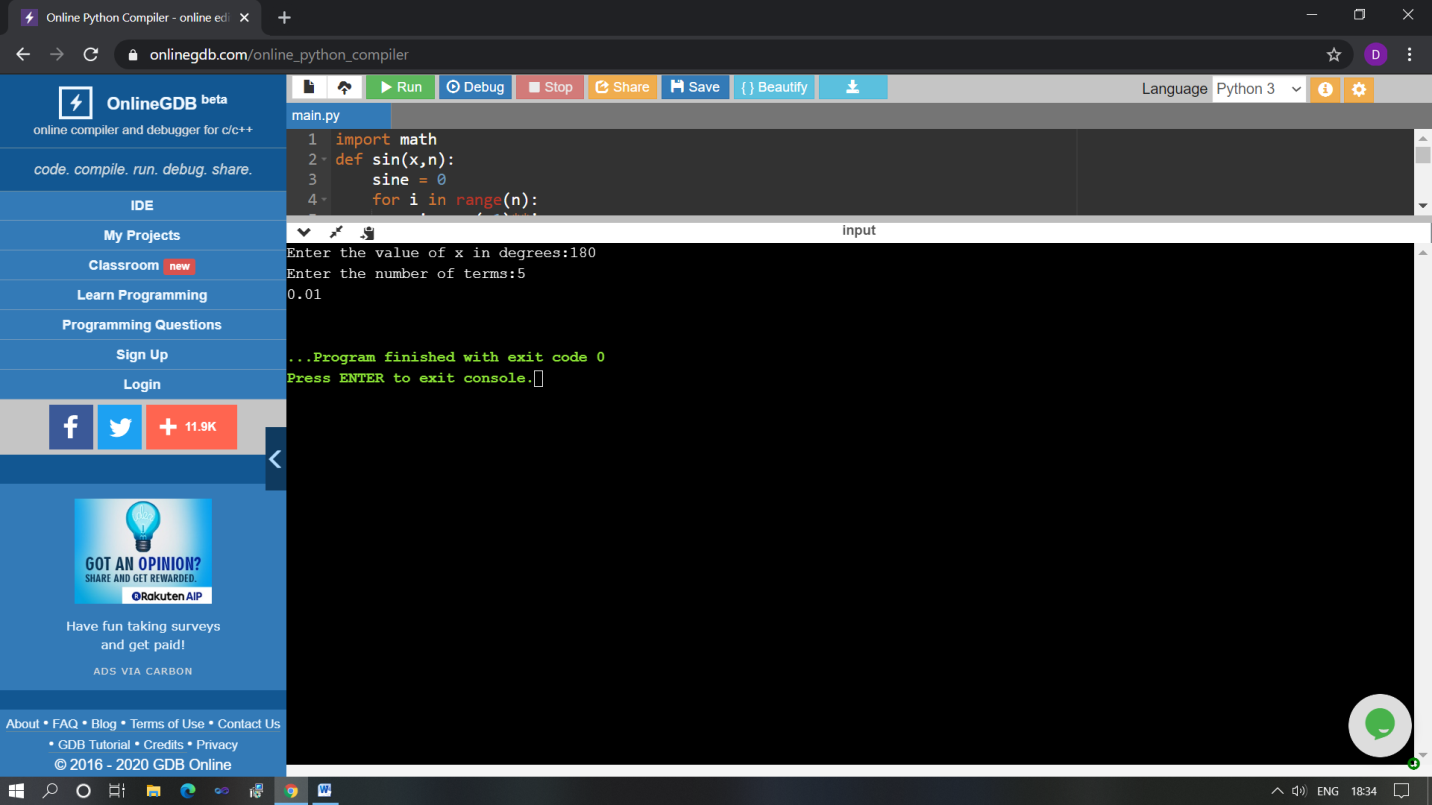 Online Python Compiler - online edi
onlinegdb.com/online_python_compiler
D
OnlineGDB beta
online compiler and debugger for c/c++
code. compile. run. debug. share.
IDE
My Projects
Classroom new
Learn Programming
Programming Questions
Sign Up
Login
f
+ 11.9K
GOT AN OPINION?
SHARE AND GET REWARDED.
Rakuten AIP
Have fun taking surveys
and get paid!
ADS VIA CARBON
About • FAQ • Blog • Terms of Use • Contact Us
• GDB Tutorial • Credits • Privacy
© 2016 - 2020 GDB Online
Run Debug Stop Share Save { } Beautify
Language Python 3
main.py
1 import math
2 def sin(x,n):
3 sine = 0
4 for i in range(n):
input
Enter the value of x in degrees:180
Enter the number of terms:5
0.01
...Program finished with exit code 0
Press ENTER to exit console.
ENG 18:34